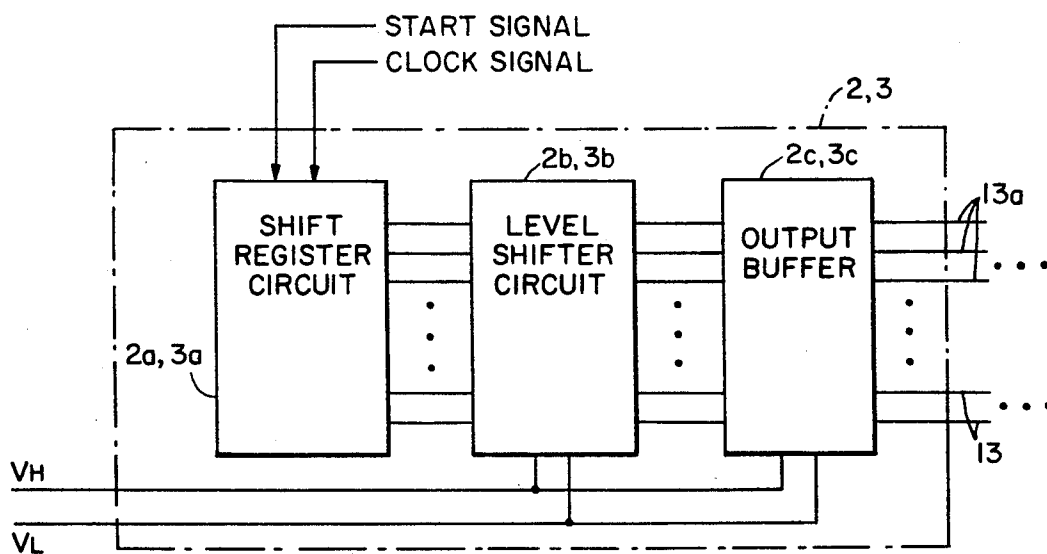 START SIGNAL
CLOCK SIGNAL
2, 3
2b, 3b
2c, 3c
13a
SHIFT
REGISTER
CIRCUIT
LEVEL
SHIFTER
CIRCUIT
OUTPUT
BUFFER
2a, 3a
13
VH
VL